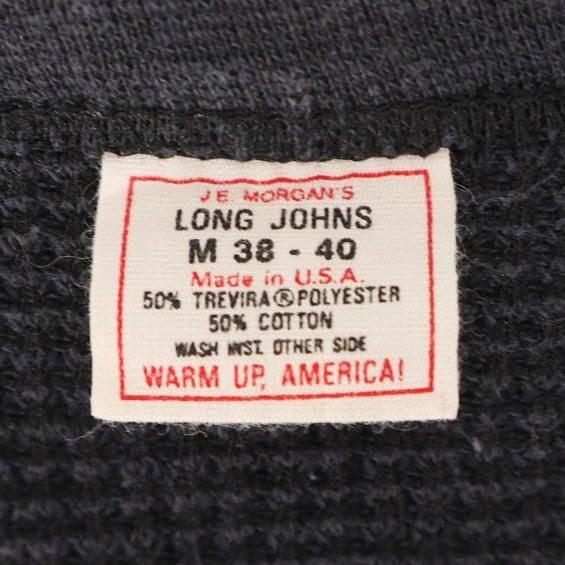 J.E. MORGAN'S
LONG JOHNS
M 38 - 40
Made in U.S.A.
50% TREVIRA® POLYESTER
50% COTTON
WASH INST. OTHER SIDE
WARM UP, AMERICA!